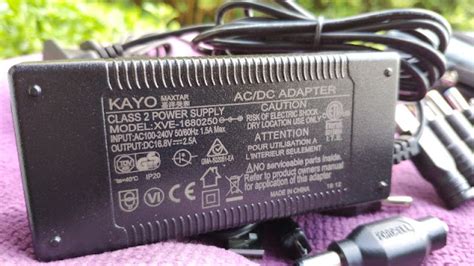 KAYO MAXTAR AC/DC ADAPTER
CLASS 2 POWER SUPPLY
MODEL:XVE-1680250
INPUT:AC100-240V 50/60Hz 1.5A Max.
OUTPUT:DC16.8V 2.5A
CAUTION
RISK OF ELECTRIC SHOCK
DRY LOCATION USE ONLY
ATTENTION
POUR UTILISATION A
L'INTERIEUR SEULEMENT
IP20
VI
No serviceable parts inside.
Refer to product owners manual
for application of this adapter
MADE IN CHINA